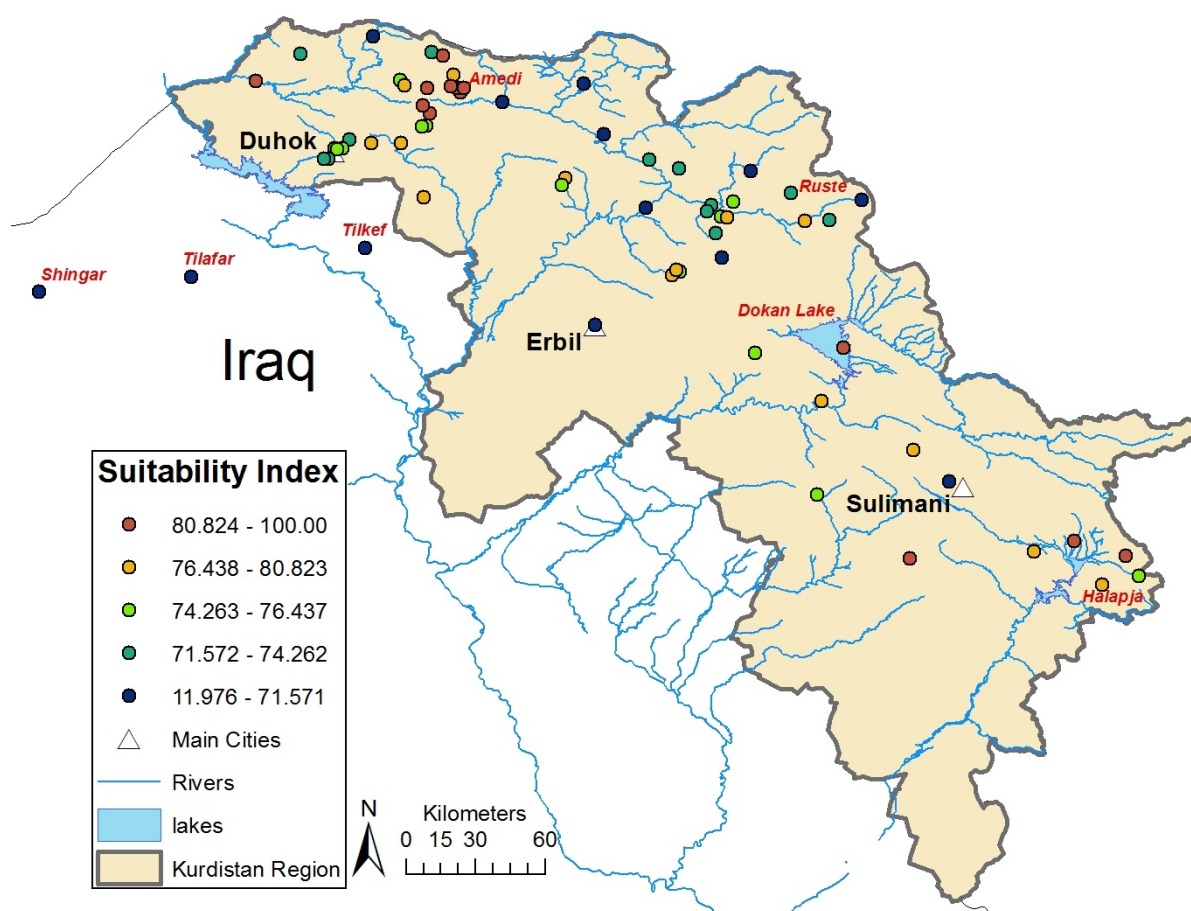 Amedi
Duhok
Ruste
Tilkef
Tilafar
Shingar
Dokan Lake
Erbil
Iraq
Suitability Index
80.824 - 100.00
76.438 - 80.823
74.263 - 76.437
71.572 - 74.262
11.976 - 71.571
Main Cities
Rivers
lakes
Kurdistan Region
Sulimani
Halapja
N
Kilometers
0 15 30 60